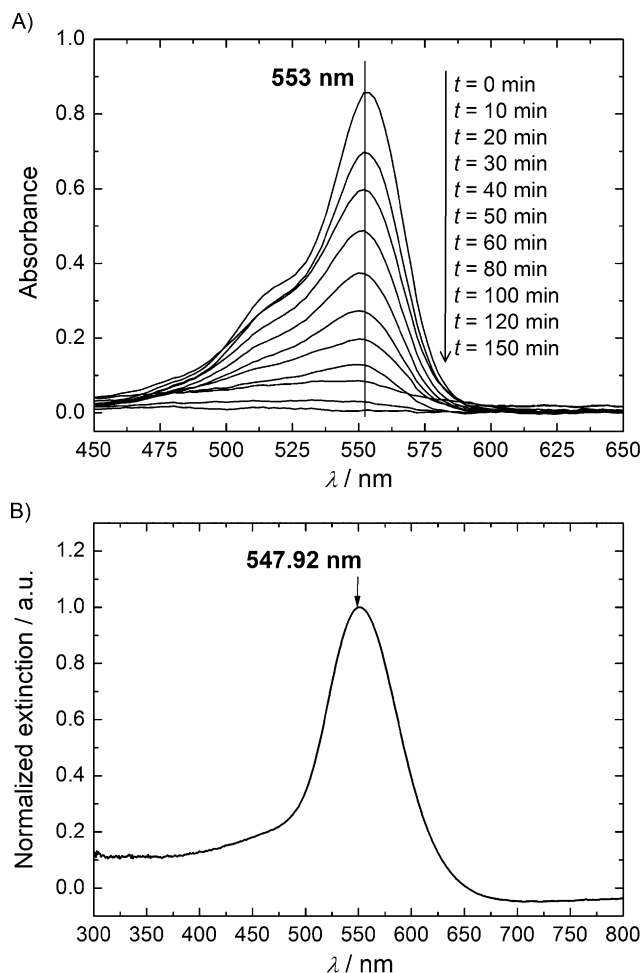 A)
1.0
0.8
0.6
0.4
0.2
0.0
Absorbance
553 nm
t = 0 min
t = 10 min
t = 20 min
t = 30 min
t = 40 min
t = 50 min
t = 60 min
t = 80 min
t = 100 min
t = 120 min
t = 150 min
450 475 500 525 550 575 600 625 650
λ / nm
B)
1.2
1.0
0.8
0.6
0.4
0.2
0.0
Normalized extinction / a.u.
547.92 nm
300 350 400 450 500 550 600 650 700 750 800
λ / nm